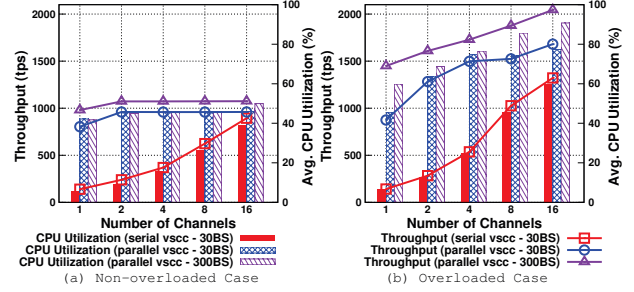 2000
1500
1000
500
0
Throughput (tps)
100
80
60
40
20
0
Avg. CPU Utilization (%)
1 2 4 8 16
Number of Channels
2000
1500
1000
500
0
Throughput (tps)
100
80
60
40
20
0
Avg. CPU Utilization (%)
1 2 4 8 16
Number of Channels
CPU Utilization (serial vscc - 30BS)
CPU Utilization (parallel vscc - 30BS)
CPU Utilization (parallel vscc - 300BS)
Throughput (serial vscc - 30BS)
Throughput (parallel vscc - 30BS)
Throughput (parallel vscc - 300BS)
(a) Non-overloaded Case
(b) Overloaded Case